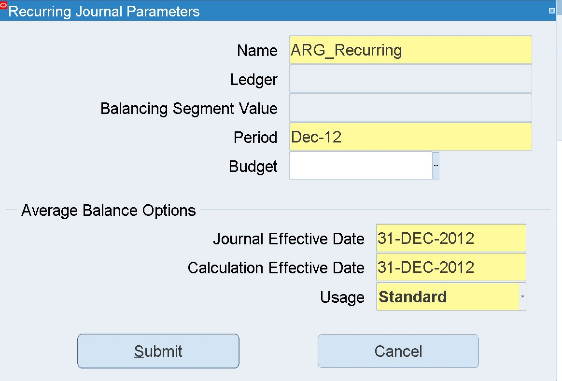 Recurring Journal Parameters
Name ARG_Recurring
Ledger
Balancing Segment Value
Period Dec-12
Budget
Average Balance Options
Journal Effective Date 31-DEC-2012
Calculation Effective Date 31-DEC-2012
Usage Standard
Submit Cancel